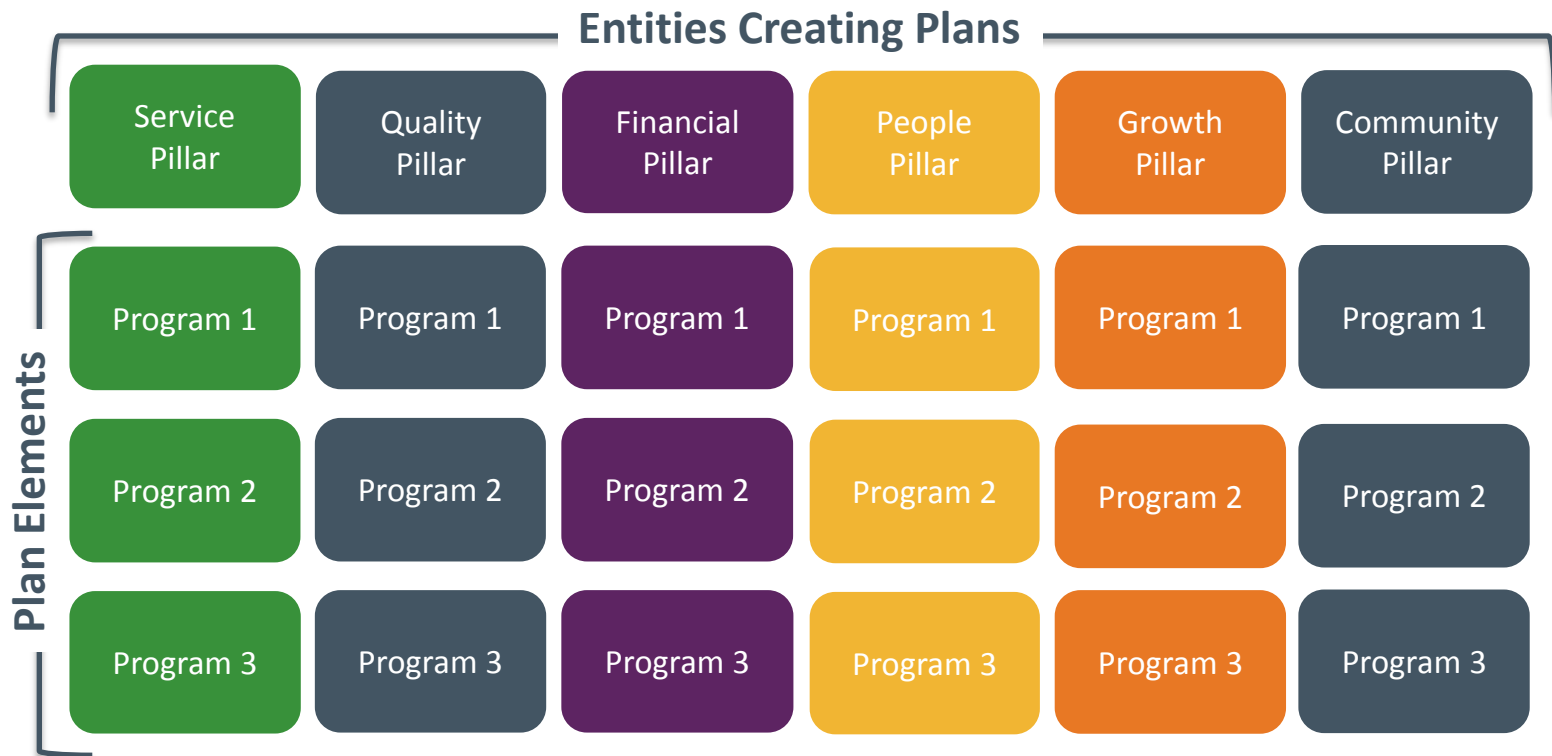 Entities Creating Plans
Service
Pillar
Quality
Pillar
Financial
Pillar
People
Pillar
Growth
Pillar
Community
Pillar
Plan Elements
Program 1
Program 1
Program 1
Program 1
Program 1
Program 1
Program 2
Program 2
Program 2
Program 2
Program 2
Program 2
Program 3
Program 3
Program 3
Program 3
Program 3
Program 3